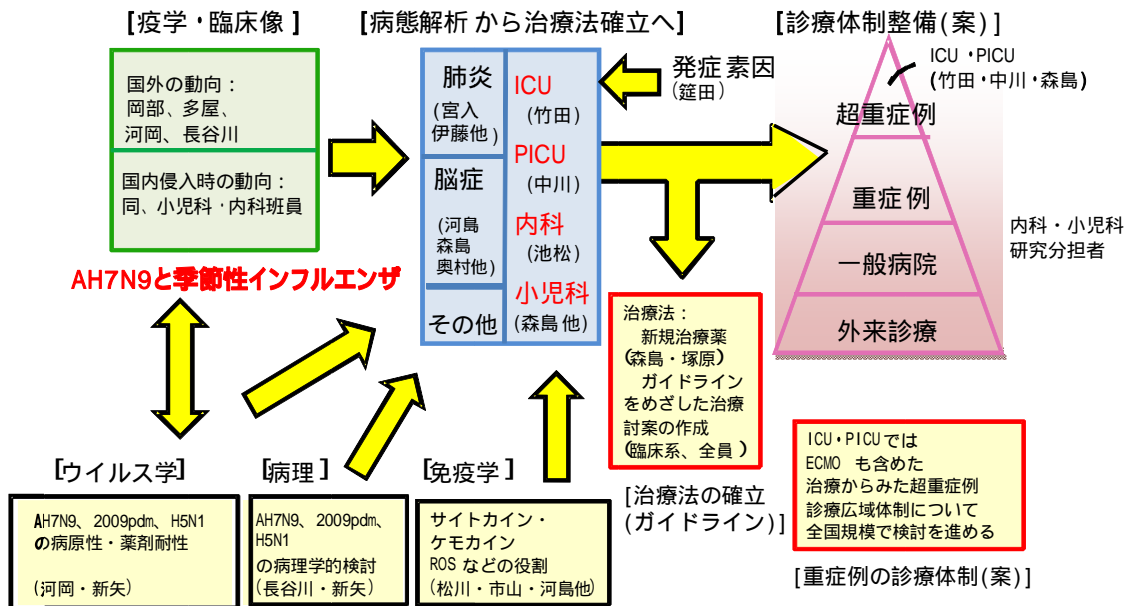 [疫学・臨床像]
国外の動向：
岡部、多屋、
河岡、長谷川
国内侵入時の動向：
同、小児科・内科班員
AH7N9と季節性インフルエンザ
[病態解析から治療法確立へ]
肺炎
(宮入
伊藤他)
脳症
(河島
森島
奥村他)
その他
ICU
(竹田)
PICU
(中川)
内科
(池松)
小児科
(森島他)
発症素因
(筵田)
[診療体制整備(案)]
ICU・PICU
(竹田・中川・森島)
超重症例
重症例
一般病院
外来診療
内科・小児科
研究分担者
治療法：
新規治療薬
(森島・塚原)
ガイドライン
をめざした治療
討案の作成
(臨床系、全員)
[治療法の確立
(ガイドライン)]
ICU・PICUでは
ECMOも含めた
治療からみた超重症例
診療広域体制について
全国規模で検討を進める
[重症例の診療体制(案)]
[ウイルス学]
AH7N9、2009pdm、H5N1
の病原性・薬剤耐性
(河岡・新矢)
[病理]
AH7N9、2009pdm、
H5N1
の病理学的検討
(長谷川・新矢)
[免疫学]
サイトカイン・
ケモカイン
ROSなどの役割
(松川・市山・河島他)